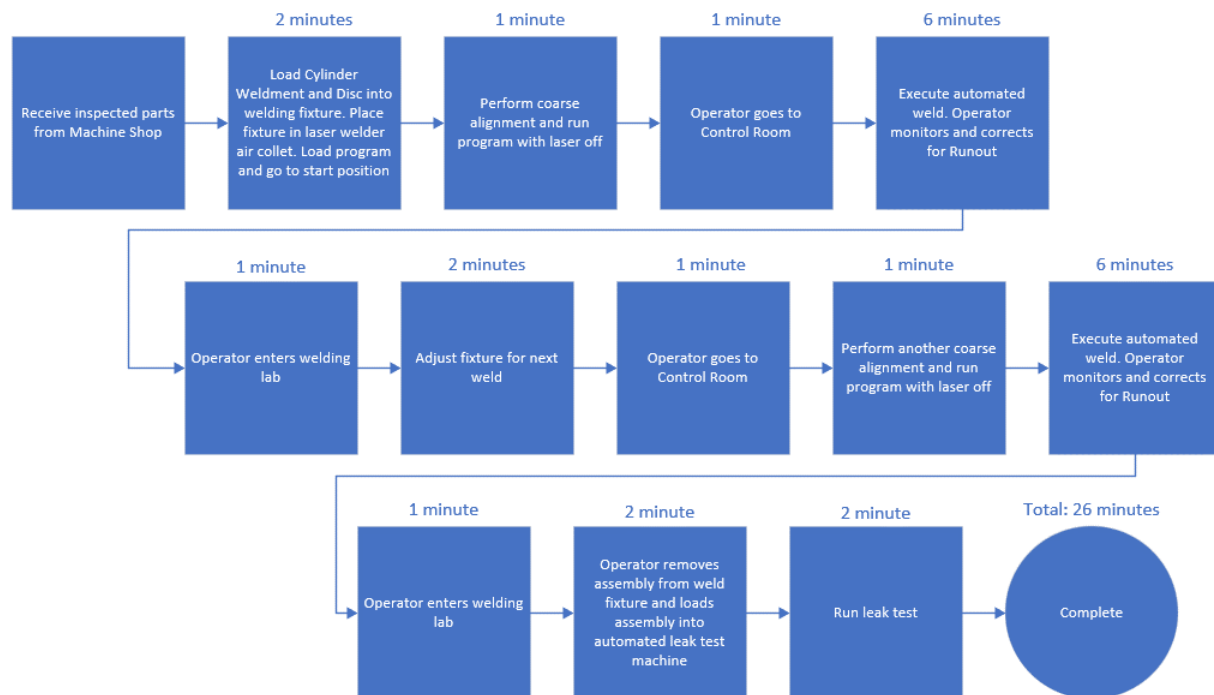 2 minutes
1 minute
1 minute
6 minutes
Receive inspected parts
from Machine Shop
Load Cylinder
Weldment and Disc into
welding fixture. Place
fixture in laser welder
air collet. Load program
and go to start position
Perform coarse
alignment and run
program with laser off
Operator goes to
Control Room
Execute automated
weld. Operator
monitors and corrects
for Runout
1 minute
2 minutes
1 minute
1 minute
6 minutes
Operator enters welding
lab
Adjust fixture for next
weld
Operator goes to
Control Room
Perform another coarse
alignment and run
program with laser off
Execute automated
weld. Operator
monitors and corrects
for Runout
1 minute
2 minute
2 minute
Total: 26 minutes
Operator enters welding
lab
Operator removes
assembly from weld
fixture and loads
assembly into
automated leak test
machine
Run leak test
Complete